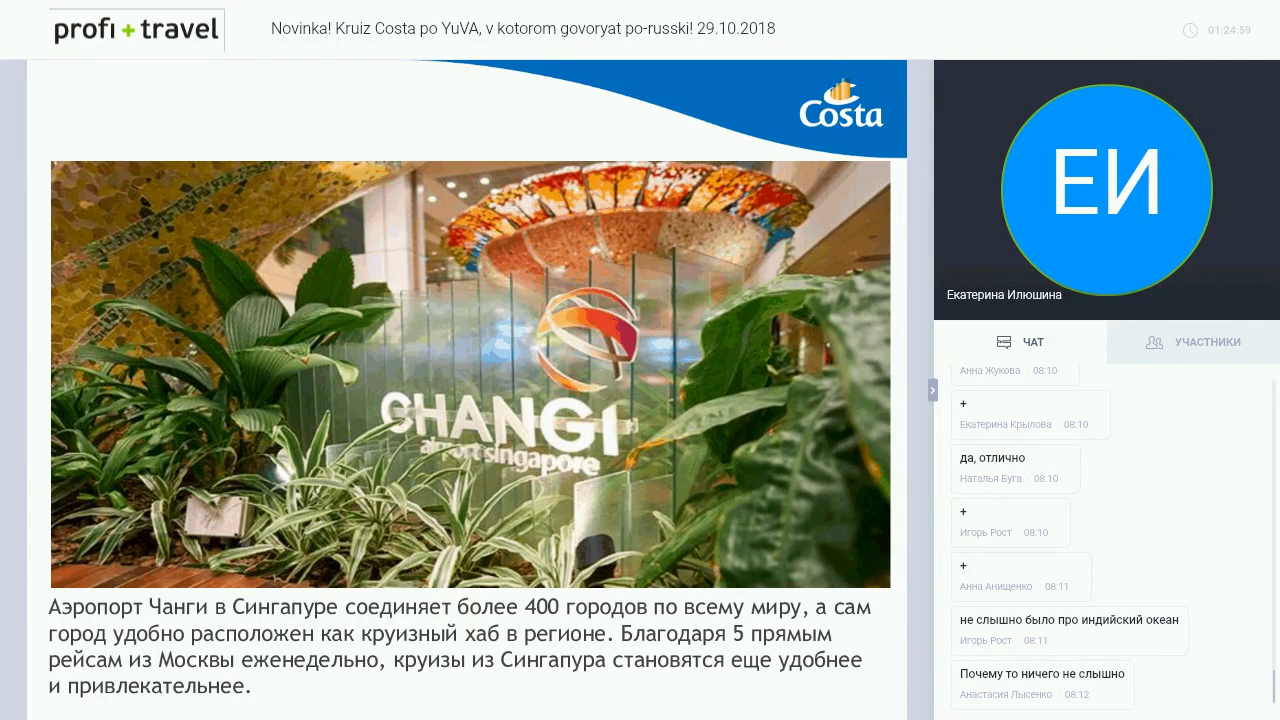 profi + travel
Novinka! Kruiz Costa po YuVA, v kotorom govoryat po-russki! 29.10.2018
01:24:59
Costa
CHANGI
airport singapore
Аэропорт Чанги в Сингапуре соединяет более 400 городов по всему миру, а сам
город удобно расположен как круизный хаб в регионе. Благодаря 5 прямым
рейсам из Москвы еженедельно, круизы из Сингапура становятся еще удобнее
и привлекательнее.
ЕИ
Екатерина Илюшина
ЧАТ
УЧАСТНИКИ
Анна Жукова 08:10
+
Екатерина Крылова 08:10
да, отлично
Наталья Буга 08:10
+
Игорь Рост 08:10
+
Анна Анищенко 08:11
не слышно было про индийский океан
Игорь Рост 08:11
Почему то ничего не слышно
Анастасия Лысенко 08:12